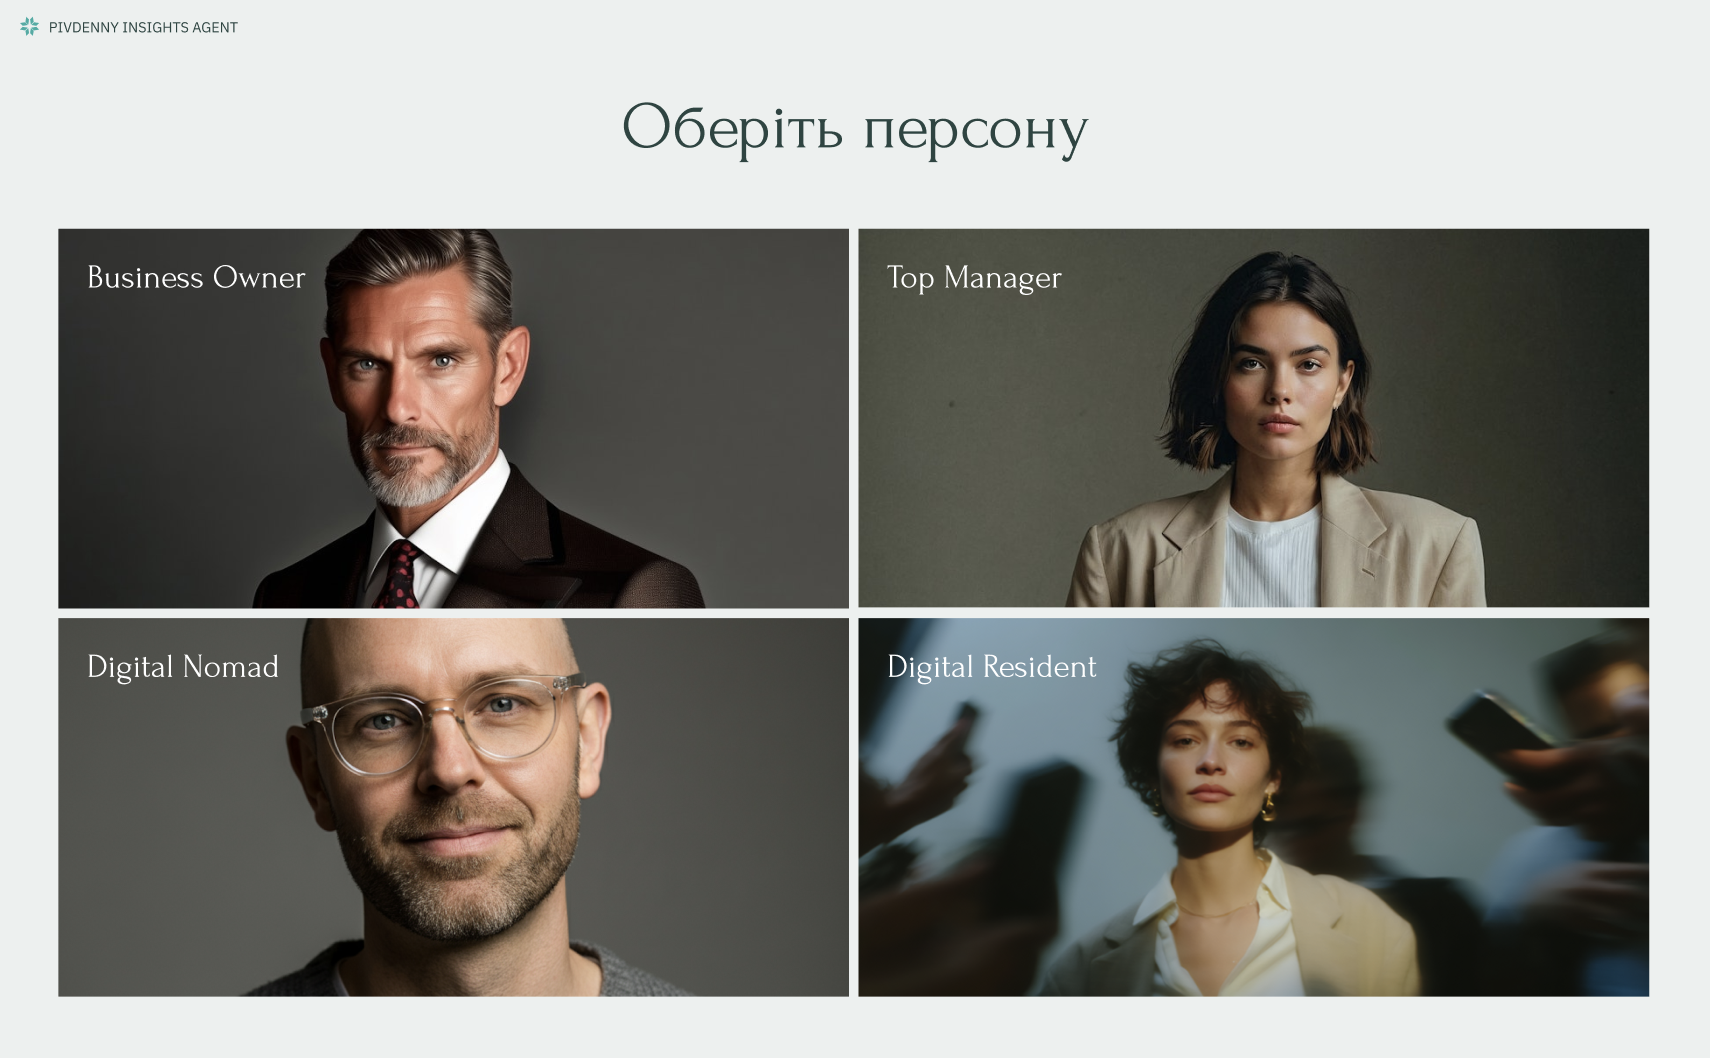 PIVDENNY INSIGHTS AGENT
Оберіть персону
Business Owner
Top Manager
Digital Nomad
Digital Resident